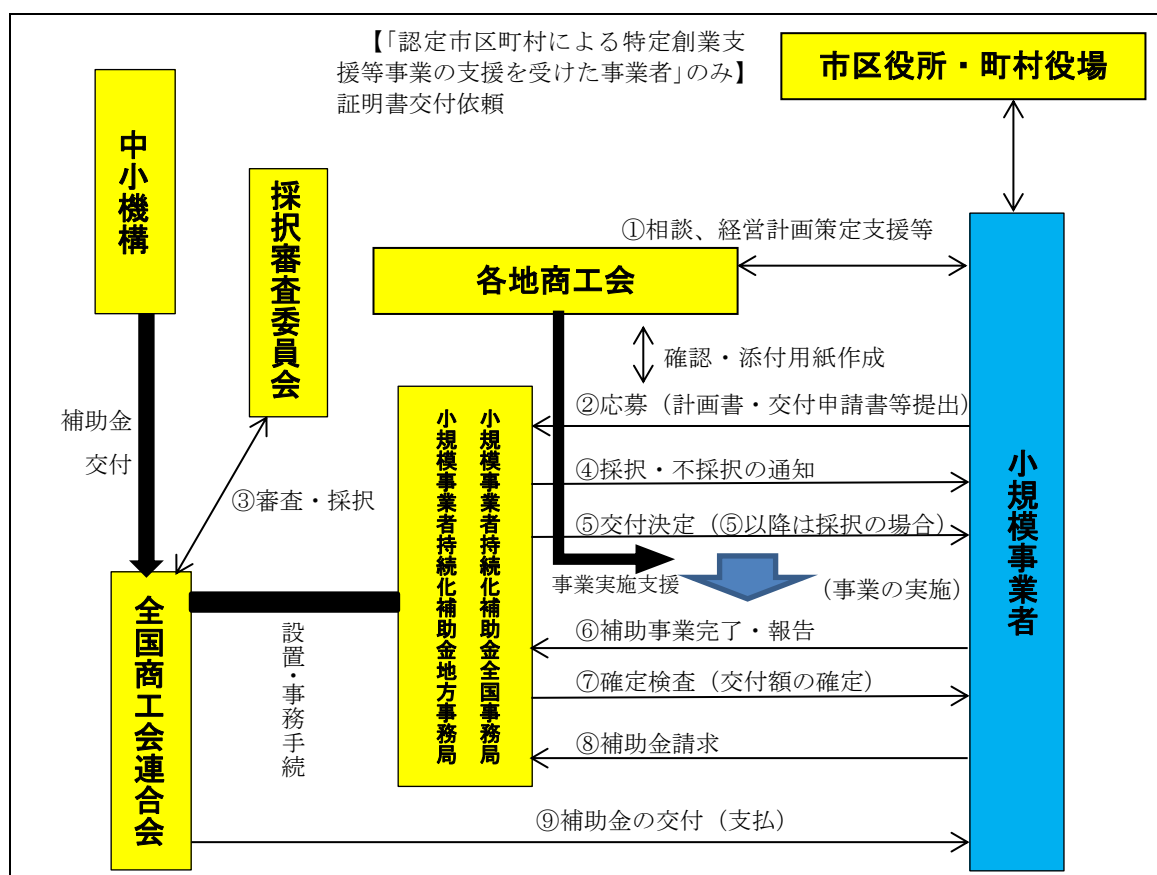 【「認定市区町村による特定創業支
援等事業の支援を受けた事業者」のみ】
証明書交付依頼
市区役所・町村役場
中小機構
採択審査委員会
①相談、経営計画策定支援等
各地商工会
確認・添付用紙作成
補助金
交付
③審査・採択
小規模事業者持続化補助金全国事務局
小規模事業者持続化補助金地方事務局
②応募（計画書・交付申請書等提出）
④採択・不採択の通知
⑤交付決定（⑤以降は採択の場合）
事業実施支援
（事業の実施）
⑥補助事業完了・報告
⑦確定検査（交付額の確定）
⑧補助金請求
小規模事業者
全国商工会連合会
設置・事務手続
⑨補助金の交付（支払）